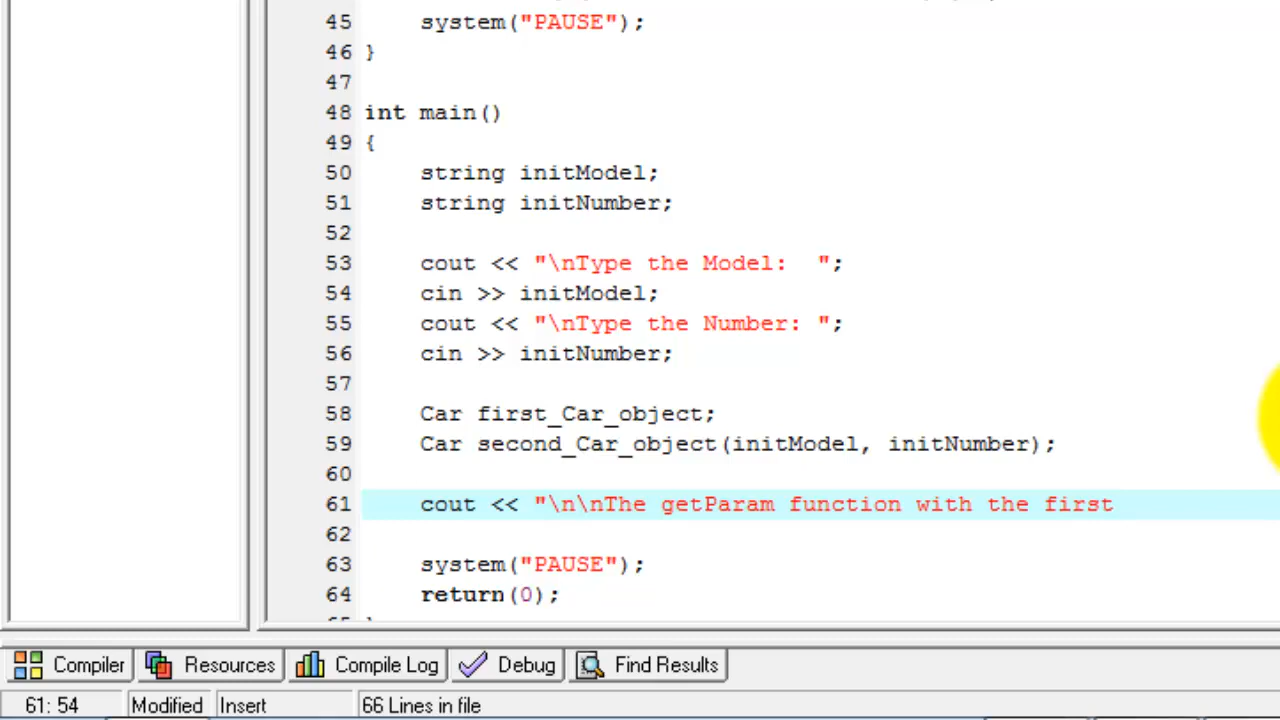 45 system("PAUSE");
46 }
47
48 int main()
49 {
50 string initModel;
51 string initNumber;
52
53 cout << "\nType the Model:  ";
54 cin >> initModel;
55 cout << "\nType the Number: ";
56 cin >> initNumber;
57
58 Car first_Car_object;
59 Car second_Car_object(initModel, initNumber);
60
61 cout << "\n\nThe getParam function with the first
62
63 system("PAUSE");
64 return(0);
Compiler Resources Compile Log Debug Find Results
61: 54 Modified Insert 66 Lines in file